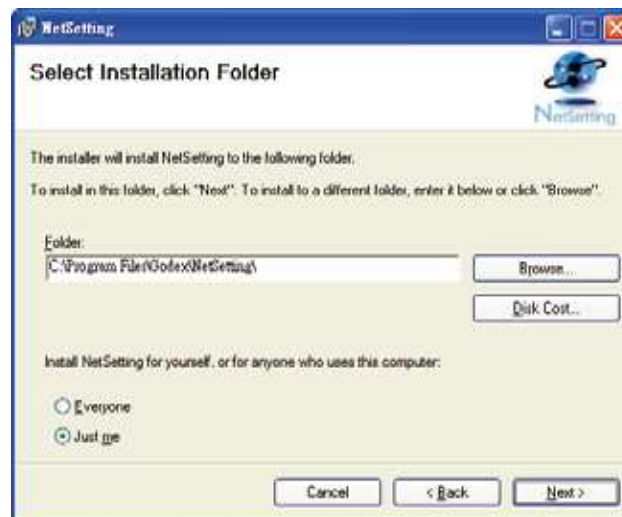 NetSetting
Select Installation Folder
NetSetting
The installer will install NetSetting to the following folder.
To install in this folder, click "Next". To install to a different folder, enter it below or click "Browse".
Folder:
C:\Program Files\Godex\NetSetting\
Browse...
Disk Cost...
Install NetSetting for yourself, or for anyone who uses this computer:
Everyone
Just me
Cancel
< Back
Next >